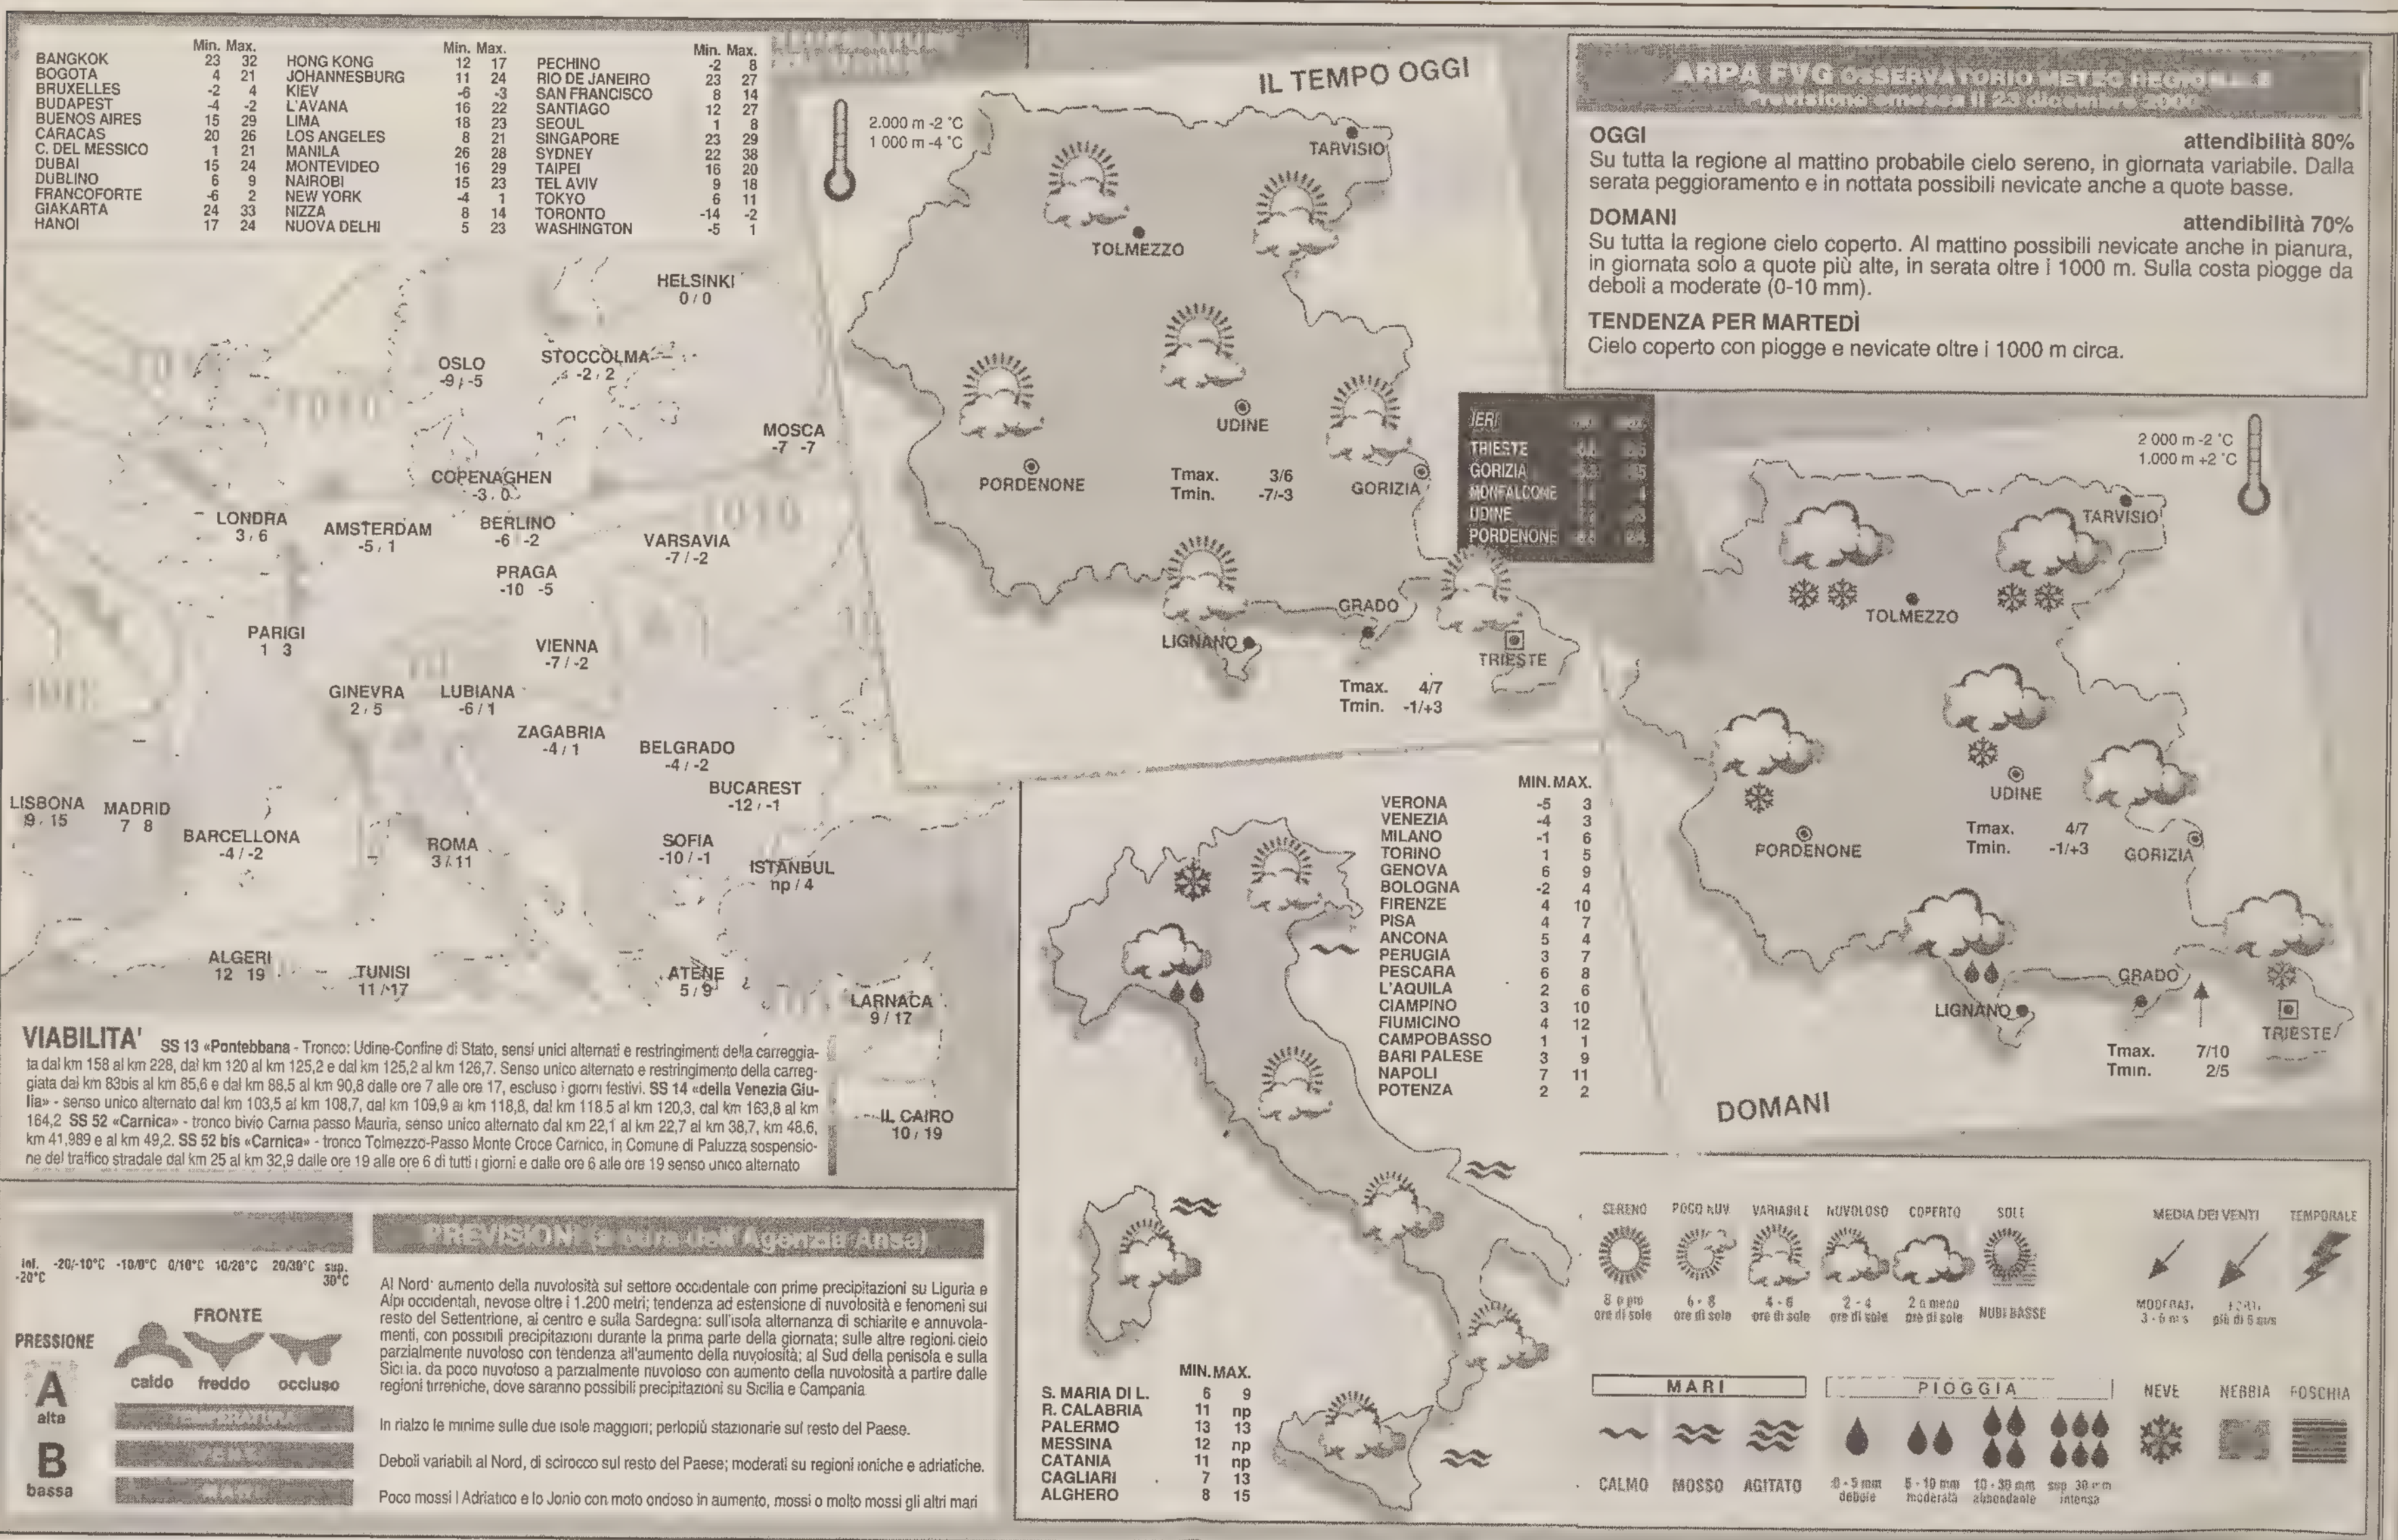 Min. Max. Min. Max. Min. Max.
BANGKOK 23 32 HONG KONG 12 17 PECHINO -2 8
BOGOTA 4 21 JOHANNESBURG 11 24 RIO DE JANEIRO 23 27
BRUXELLES -2 4 KIEV -6 -3 SAN FRANCISCO 8 14
BUDAPEST -4 -2 L'AVANA 16 22 SANTIAGO 12 27
BUENOS AIRES 15 29 LIMA 18 23 SEOUL 1 8
CARACAS 20 26 LOS ANGELES 8 21 SINGAPORE 23 29
C. DEL MESSICO 1 21 MANILA 26 28 SYDNEY 22 38
DUBAI 15 24 MONTEVIDEO 16 29 TAIPEI 16 20
DUBLINO 6 9 NAIROBI 15 23 TEL AVIV 9 18
FRANCOFORTE -6 2 NEW YORK -4 1 TOKYO 6 11
GIAKARTA 24 33 NIZZA 8 14 TORONTO -14 -2
HANOI 17 24 NUOVA DELHI 5 23 WASHINGTON -5 1
HELSINKI
0/0
OSLO
-9/-5
STOCCOLMA
-2/2
MOSCA
-7 -7
COPENAGHEN
-3.0
LONDRA
3/6
AMSTERDAM
-5/1
BERLINO
-6 -2
VARSAVIA
-7/-2
PRAGA
-10 -5
PARIGI
1 3
VIENNA
-7/-2
GINEVRA
2/5
LUBIANA
-6/1
ZAGABRIA
-4/1
BELGRADO
-4/-2
BUCAREST
-12/-1
LISBONA
9/15
MADRID
7 8
BARCELLONA
-4/-2
ROMA
3/11
SOFIA
-10/-1
ISTANBUL
np/4
ALGERI
12 19
TUNISI
11/17
ATENE
5/9
LARNACA
9/17
IL CAIRO
10/19
VIABILITA' SS 13 «Pontebbana - Tronco: Udine-Confine di Stato, sensi unici alternati e restringimenti della carreggia-
ta dal km 158 al km 228, dal km 120 al km 125,2 e dal km 125,2 al km 126,7. Senso unico alternato e restringimento della carreg-
giata dal km 83bis al km 85,6 e dal km 88,5 al km 90,8 dalle ore 7 alle ore 17, escluso i giorni festivi. SS 14 «della Venezia Giu-
lia» - senso unico alternato dal km 103,5 al km 108,7, dal km 109,9 al km 118,8, dal km 118,5 al km 120,3, dal km 163,8 al km
164,2 SS 52 «Carnica» - tronco bivio Carnia passo Mauria, senso unico alternato dal km 22,1 al km 22,7 al km 38,7, km 48,6,
km 41,989 e al km 49,2. SS 52 bis «Carnica» - tronco Tolmezzo-Passo Monte Croce Carnico, in Comune di Paluzza sospensio-
ne del traffico stradale dal km 25 al km 32,9 dalle ore 19 alle ore 6 di tutti i giorni e dalle ore 6 alle ore 19 senso unico alternato
IL TEMPO OGGI
2.000 m -2 °C
1 000 m -4 °C
TARVISIO
TOLMEZZO
UDINE
PORDENONE
Tmax. 3/6
Tmin. -7/-3
GORIZIA
GRADO
LIGNANO
TRIESTE
Tmax. 4/7
Tmin. -1/+3
ARPA FVG OSSERVATORIO METEO REGIONALE
Previsione emessa il 23 dicembre
OGGI attendibilità 80%
Su tutta la regione al mattino probabile cielo sereno, in giornata variabile. Dalla
serata peggioramento e in nottata possibili nevicate anche a quote basse.
DOMANI attendibilità 70%
Su tutta la regione cielo coperto. Al mattino possibili nevicate anche in pianura,
in giornata solo a quote più alte, in serata oltre i 1000 m. Sulla costa piogge da
deboli a moderate (0-10 mm).
TENDENZA PER MARTEDÌ
Cielo coperto con piogge e nevicate oltre i 1000 m circa.
IERI
TRIESTE
GORIZIA
MONFALCONE
UDINE
PORDENONE
2 000 m -2 °C
1.000 m +2 °C
TARVISIO
TOLMEZZO
UDINE
PORDENONE
Tmax. 4/7
Tmin. -1/+3
GORIZIA
GRADO
LIGNANO
TRIESTE
Tmax. 7/10
Tmin. 2/5
DOMANI
MIN. MAX.
VERONA -5 3
VENEZIA -4 3
MILANO -1 6
TORINO 1 5
GENOVA 6 9
BOLOGNA -2 4
FIRENZE 4 10
PISA 4 7
ANCONA 5 4
PERUGIA 3 7
PESCARA 6 8
L'AQUILA 2 6
CIAMPINO 3 10
FIUMICINO 4 12
CAMPOBASSO 1 1
BARI PALESE 3 9
NAPOLI 7 11
POTENZA 2 2
MIN. MAX.
S. MARIA DI L. 6 9
R. CALABRIA 11 np
PALERMO 13 13
MESSINA 12 np
CATANIA 11 np
CAGLIARI 7 13
ALGHERO 8 15
inf. -20°C -20/-10°C -10/0°C 0/10°C 10/20°C 20/30°C sup. 30°C
FRONTE
PRESSIONE
caldo freddo occluso
A
alta
B
bassa
TEMPERATURA
MARI
PREVISIONI (a cura dell'Agenzia Ansa)
Al Nord: aumento della nuvolosità sul settore occidentale con prime precipitazioni su Liguria e
Alpi occidentali, nevose oltre i 1.200 metri; tendenza ad estensione di nuvolosità e fenomeni sul
resto del Settentrione, al centro e sulla Sardegna: sull'isola alternanza di schiarite e annuvola-
menti, con possibili precipitazioni durante la prima parte della giornata; sulle altre regioni cielo
parzialmente nuvoloso con tendenza all'aumento della nuvolosità; al Sud della penisola e sulla
Sicilia. da poco nuvoloso a parzialmente nuvoloso con aumento della nuvolosità a partire dalle
regioni tirreniche, dove saranno possibili precipitazioni su Sicilia e Campania
In rialzo le minime sulle due isole maggiori; perlopiù stazionarie sul resto del Paese.
Deboli variabili al Nord, di scirocco sul resto del Paese; moderati su regioni ioniche e adriatiche.
Poco mossi l Adriatico e lo Jonio con moto ondoso in aumento, mossi o molto mossi gli altri mari
SERENO POCO NUV. VARIABILE NUVOLOSO COPERTO SOLE MEDIA DEI VENTI TEMPORALE
8 o più ore di sole
6 - 8 ore di sole
4 - 6 ore di sole
2 - 4 ore di sole
2 o meno ore di sole
NUBI BASSE
MODERATI 3 - 6 m/s
FORTI più di 6 m/s
MARI PIOGGIA NEVE NEBBIA FOSCHIA
CALMO MOSSO AGITATO
0 - 5 mm debole
5 - 10 mm moderata
10 - 30 mm abbondante
sup. 30 mm intensa